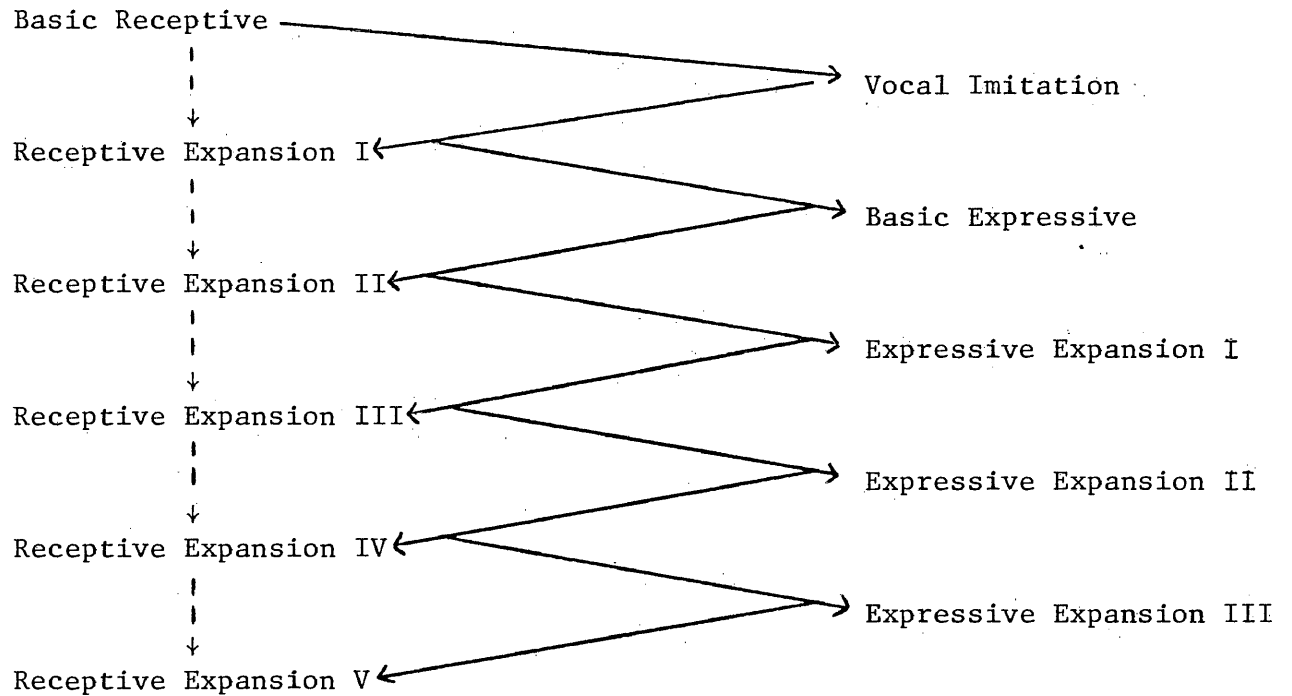 Basic Receptive
Vocal Imitation
Receptive Expansion I
Basic Expressive
Receptive Expansion II
Expressive Expansion I
Receptive Expansion III
Expressive Expansion II
Receptive Expansion IV
Expressive Expansion III
Receptive Expansion V